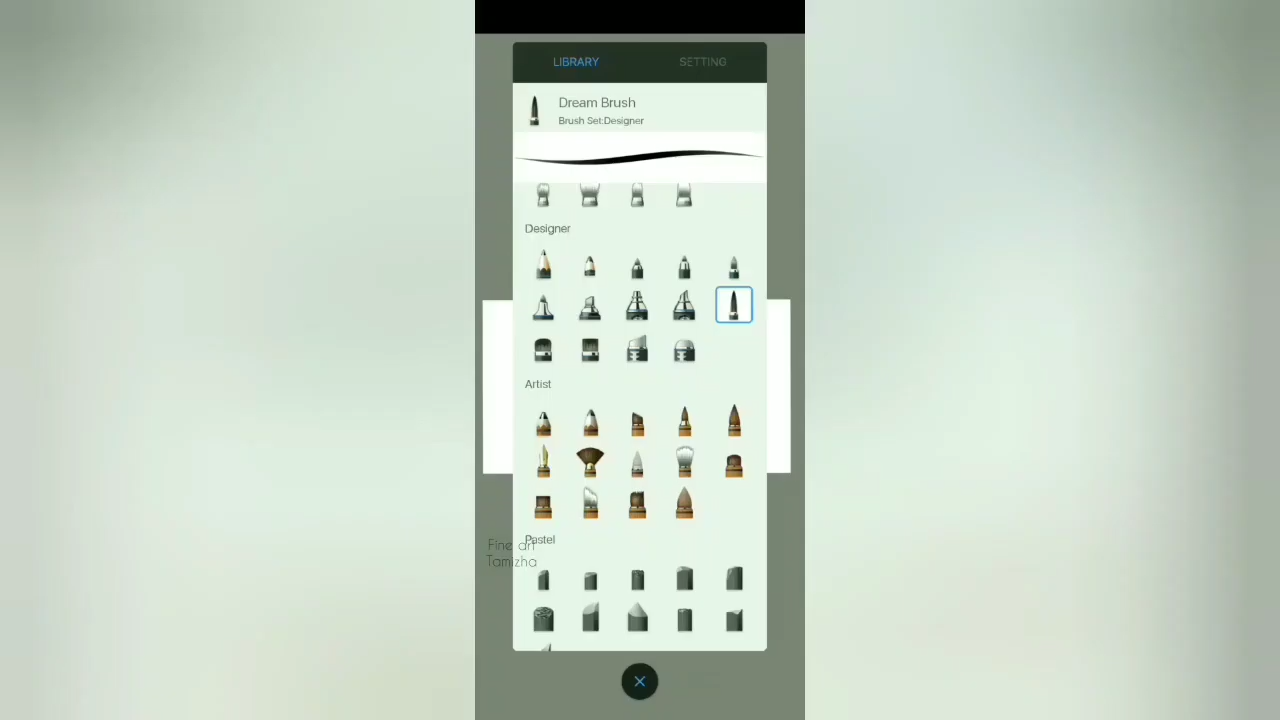 LIBRARY SETTING
Dream Brush
Brush Set:Designer
Designer
Artist
Pastel
Fine art
Tamizha